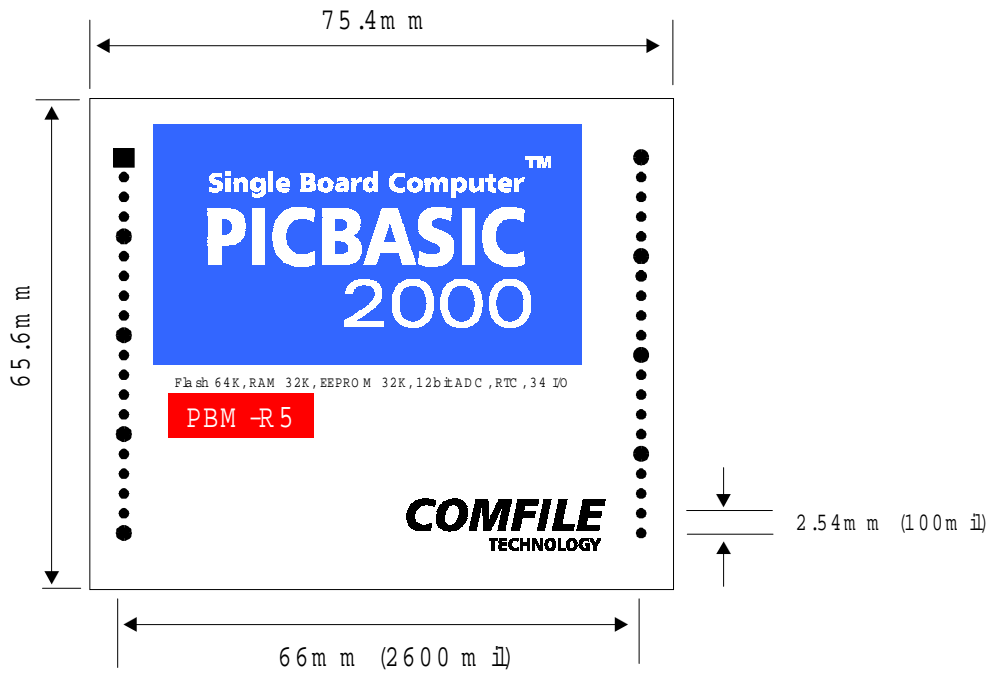 75.4mm
Single Board Computer™
PICBASIC
2000
65.6mm
Flash 64K, RAM 32K, EEPROM 32K, 12bit ADC, RTC, 34 I/O
PBM-R5
COMFILE
TECHNOLOGY
2.54mm (100mil)
66mm (2600mil)